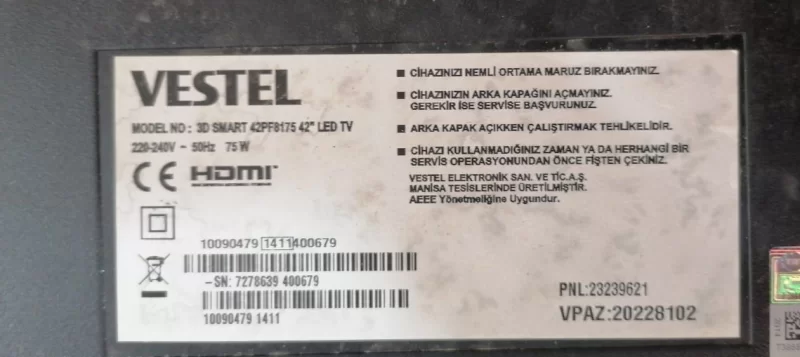 VESTEL
MODEL NO : 3D SMART 42PF8175 42" LED TV
220-240V ~ 50Hz 75 W
CE HDMI
10090479 1411 400679
-SN: 7278639 400679
10090479 1411
■ CİHAZINIZI NEMLİ ORTAMA MARUZ BIRAKMAYINIZ.
■ CİHAZINIZIN ARKA KAPAĞINI AÇMAYINIZ.
GEREKİR İSE SERVİSE BAŞVURUNUZ.
■ ARKA KAPAK AÇIKKEN ÇALIŞTIRMAK TEHLİKELİDİR.
■ CİHAZI KULLANMADIĞINIZ ZAMAN YA DA HERHANGİ BİR
SERVİS OPERASYONUNDAN ÖNCE FİŞTEN ÇEKİNİZ.
VESTEL ELEKTRONİK SAN. VE TİC.A.Ş.
MANİSA TESİSLERİNDE ÜRETİLMİŞTİR.
AEEE Yönetmeliğine Uygundur.
PNL:23239621
VPAZ:20228102